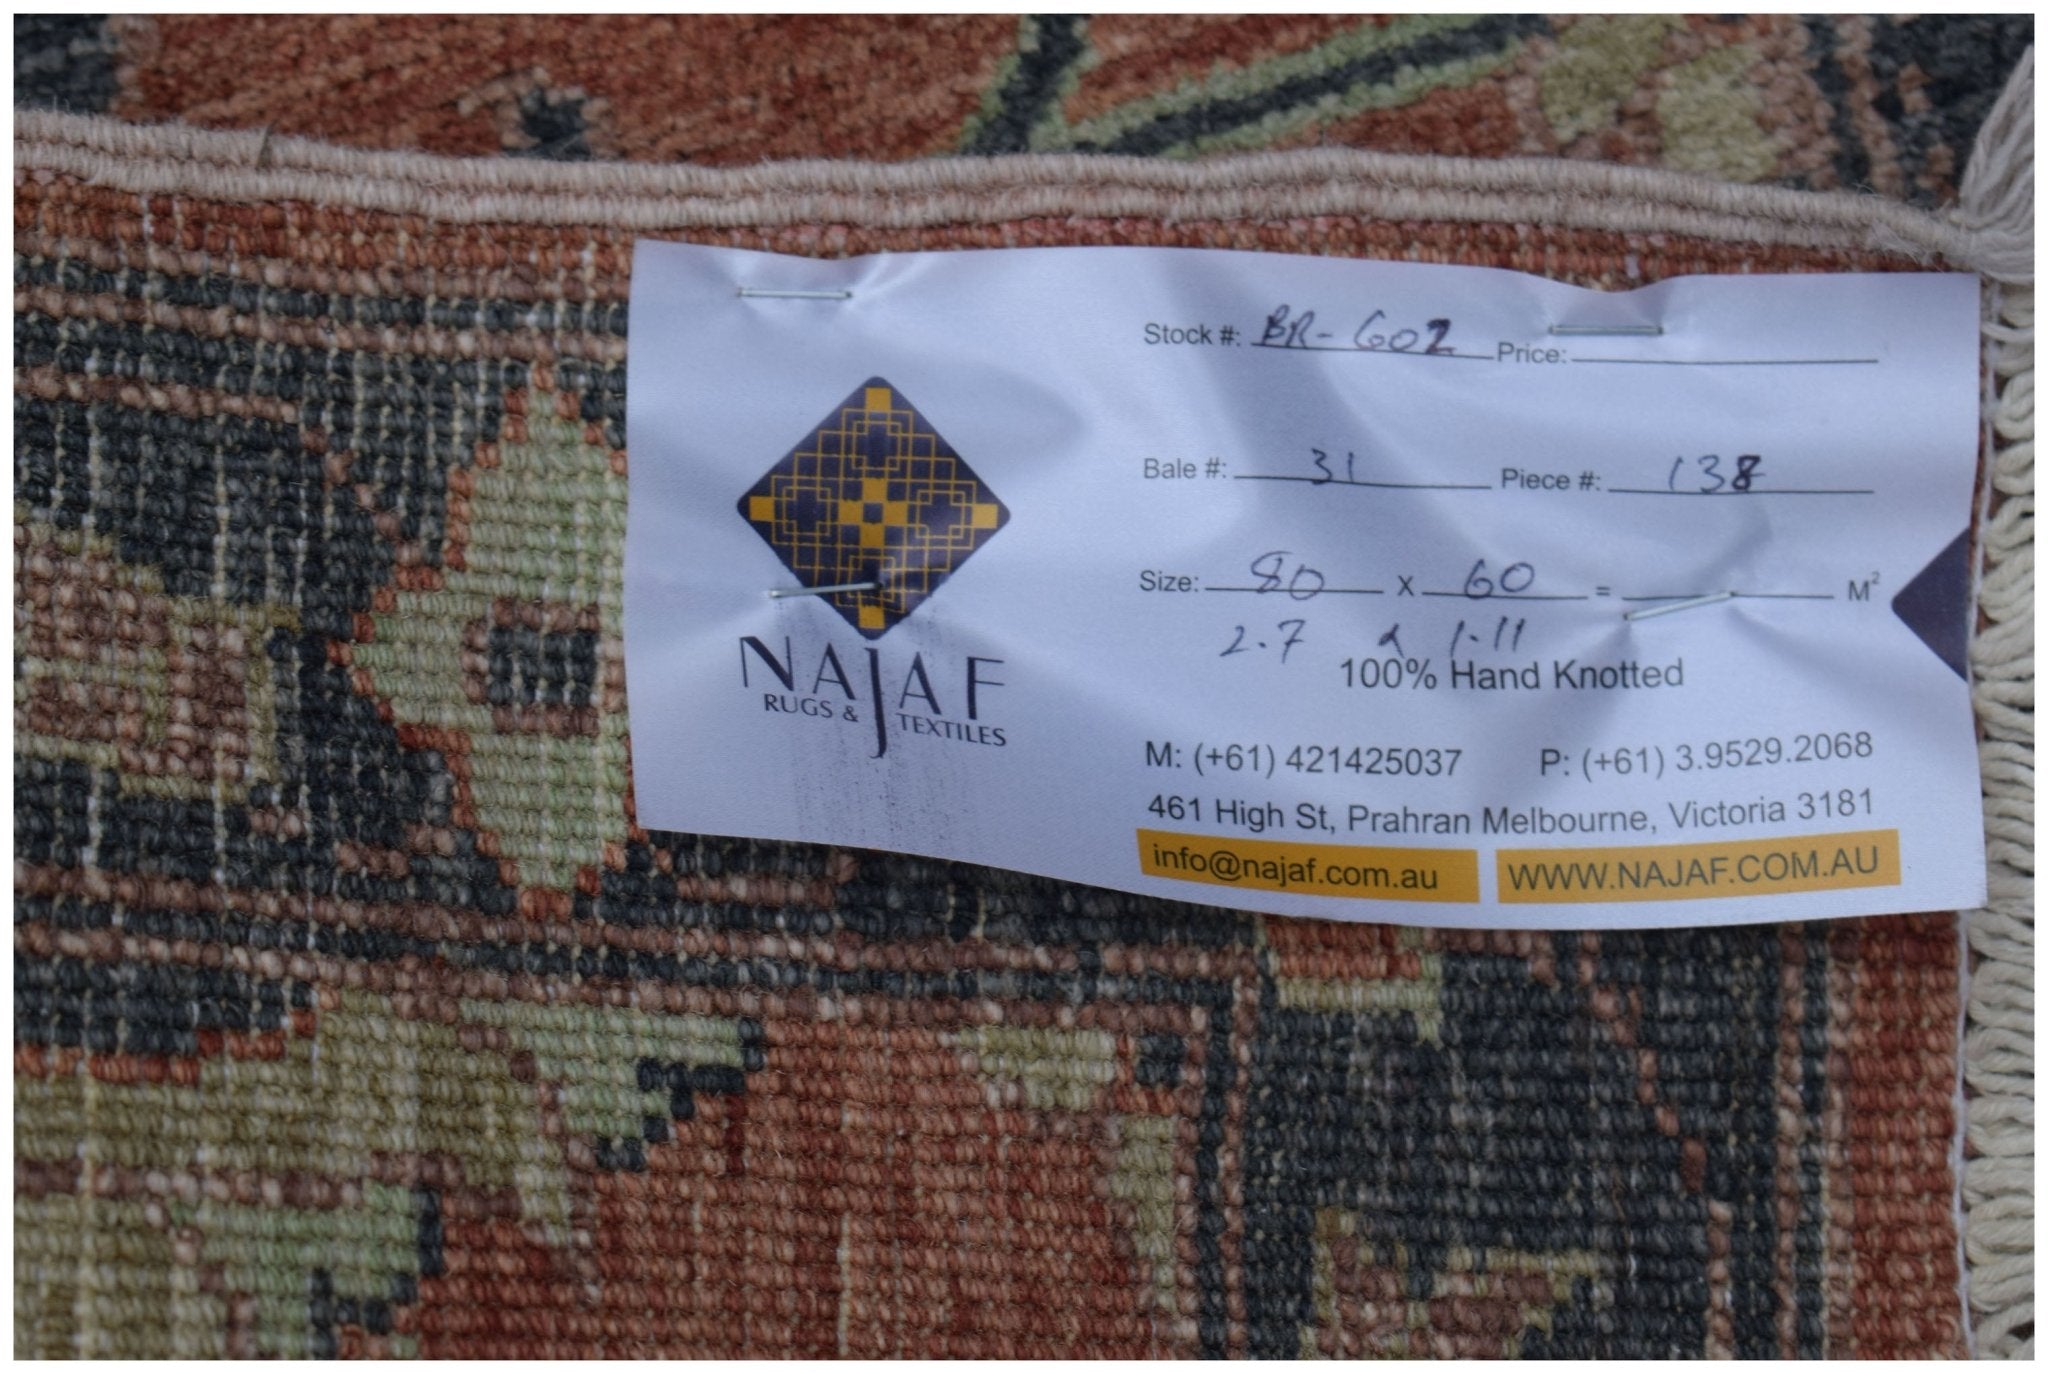 Stock #: BR-602 Price:
Bale #: 31 Piece #: 138
Size: 80 x 60 = M²
2.7 x 1.11
100% Hand Knotted
NAJAF
RUGS & TEXTILES
M: (+61) 421425037 P: (+61) 3.9529.2068
461 High St, Prahran Melbourne, Victoria 3181
info@najaf.com.au WWW.NAJAF.COM.AU